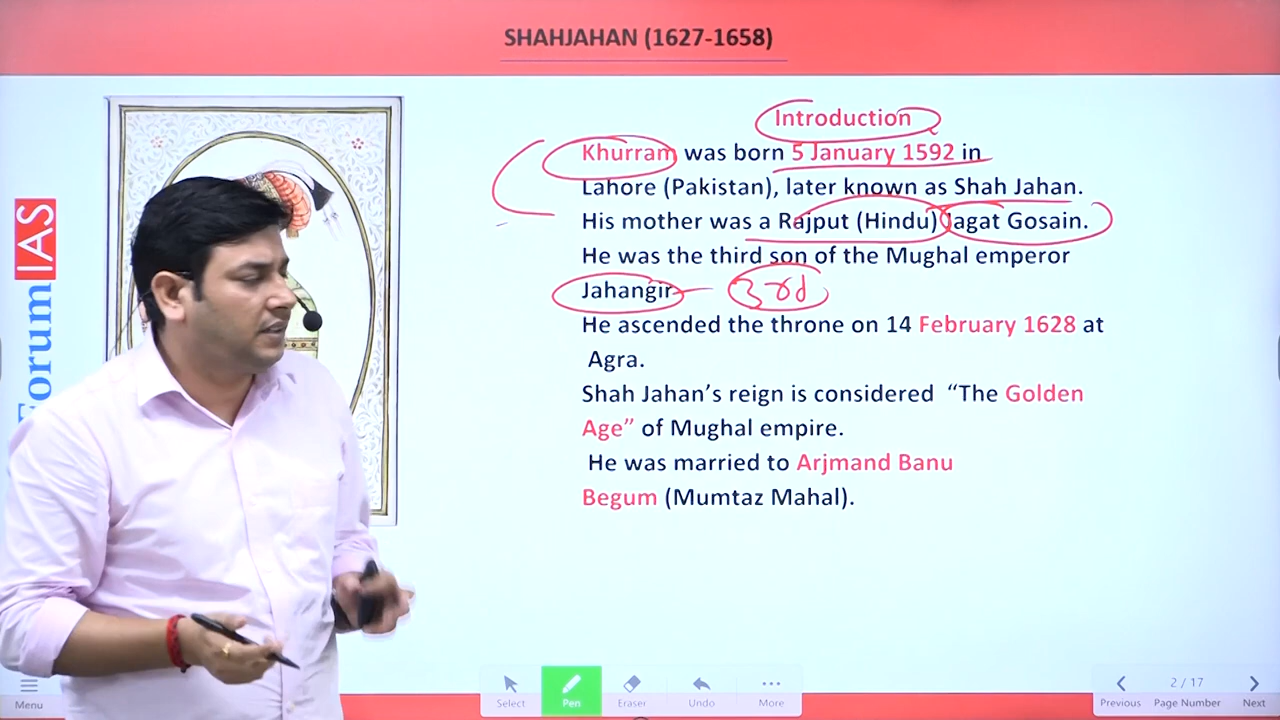 SHAHJAHAN (1627-1658)
Introduction
Khurram was born 5 January 1592 in
Lahore (Pakistan), later known as Shah Jahan.
His mother was a Rajput (Hindu) Jagat Gosain.
He was the third son of the Mughal emperor
Jahangir 3rd
He ascended the throne on 14 February 1628 at
Agra.
Shah Jahan’s reign is considered “The Golden
Age” of Mughal empire.
He was married to Arjmand Banu
Begum (Mumtaz Mahal).
Forum IAS
Menu
Select
Pen
Eraser
Undo
More
Previous
2 / 17
Page Number
Next